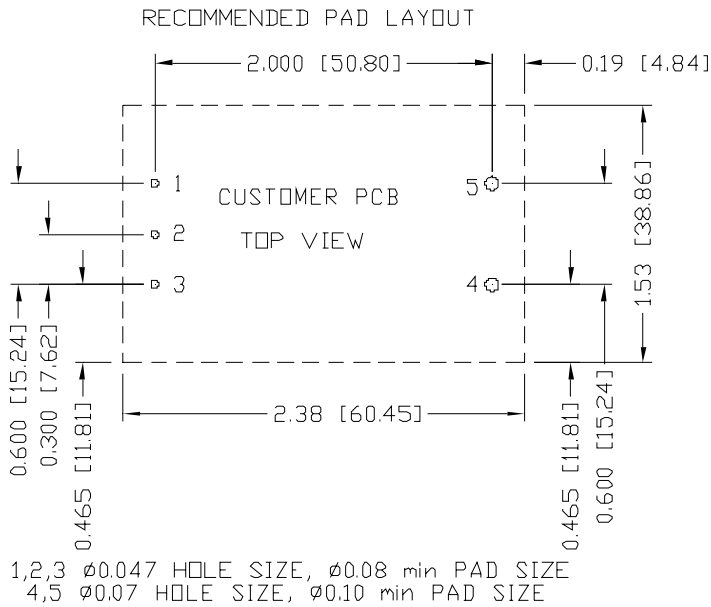 RECOMMENDED PAD LAYOUT
2.000 [50.80]
0.19 [4.84]
1
5
CUSTOMER PCB
2
TOP VIEW
3
4
1.53 [38.86]
0.600 [15.24]
0.300 [7.62]
0.465 [11.81]
2.38 [60.45]
0.465 [11.81]
0.600 [15.24]
1,2,3 Ø0.047 HOLE SIZE, Ø0.08 min PAD SIZE
4,5 Ø0.07 HOLE SIZE, Ø0.10 min PAD SIZE